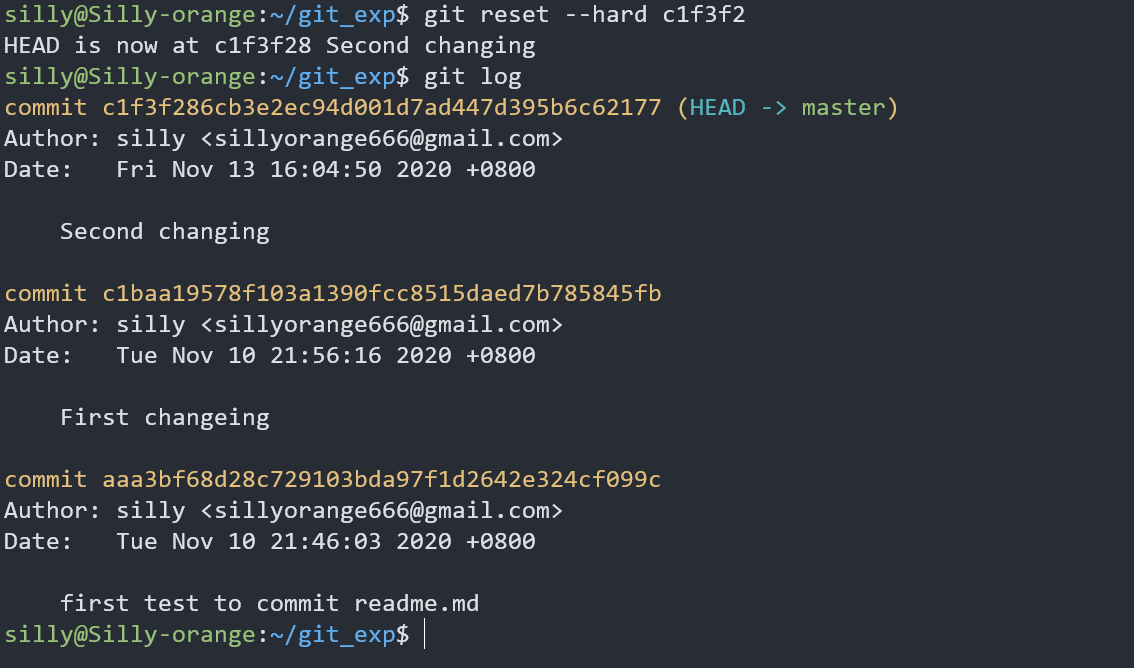 silly@Silly-orange:~/git_exp$ git reset --hard c1f3f2
HEAD is now at c1f3f28 Second changing
silly@Silly-orange:~/git_exp$ git log
commit c1f3f286cb3e2ec94d001d7ad447d395b6c62177 (HEAD -> master)
Author: silly <sillyorange666@gmail.com>
Date:   Fri Nov 13 16:04:50 2020 +0800

    Second changing

commit c1baa19578f103a1390fcc8515daed7b785845fb
Author: silly <sillyorange666@gmail.com>
Date:   Tue Nov 10 21:56:16 2020 +0800

    First changeing

commit aaa3bf68d28c729103bda97f1d2642e324cf099c
Author: silly <sillyorange666@gmail.com>
Date:   Tue Nov 10 21:46:03 2020 +0800

    first test to commit readme.md
silly@Silly-orange:~/git_exp$